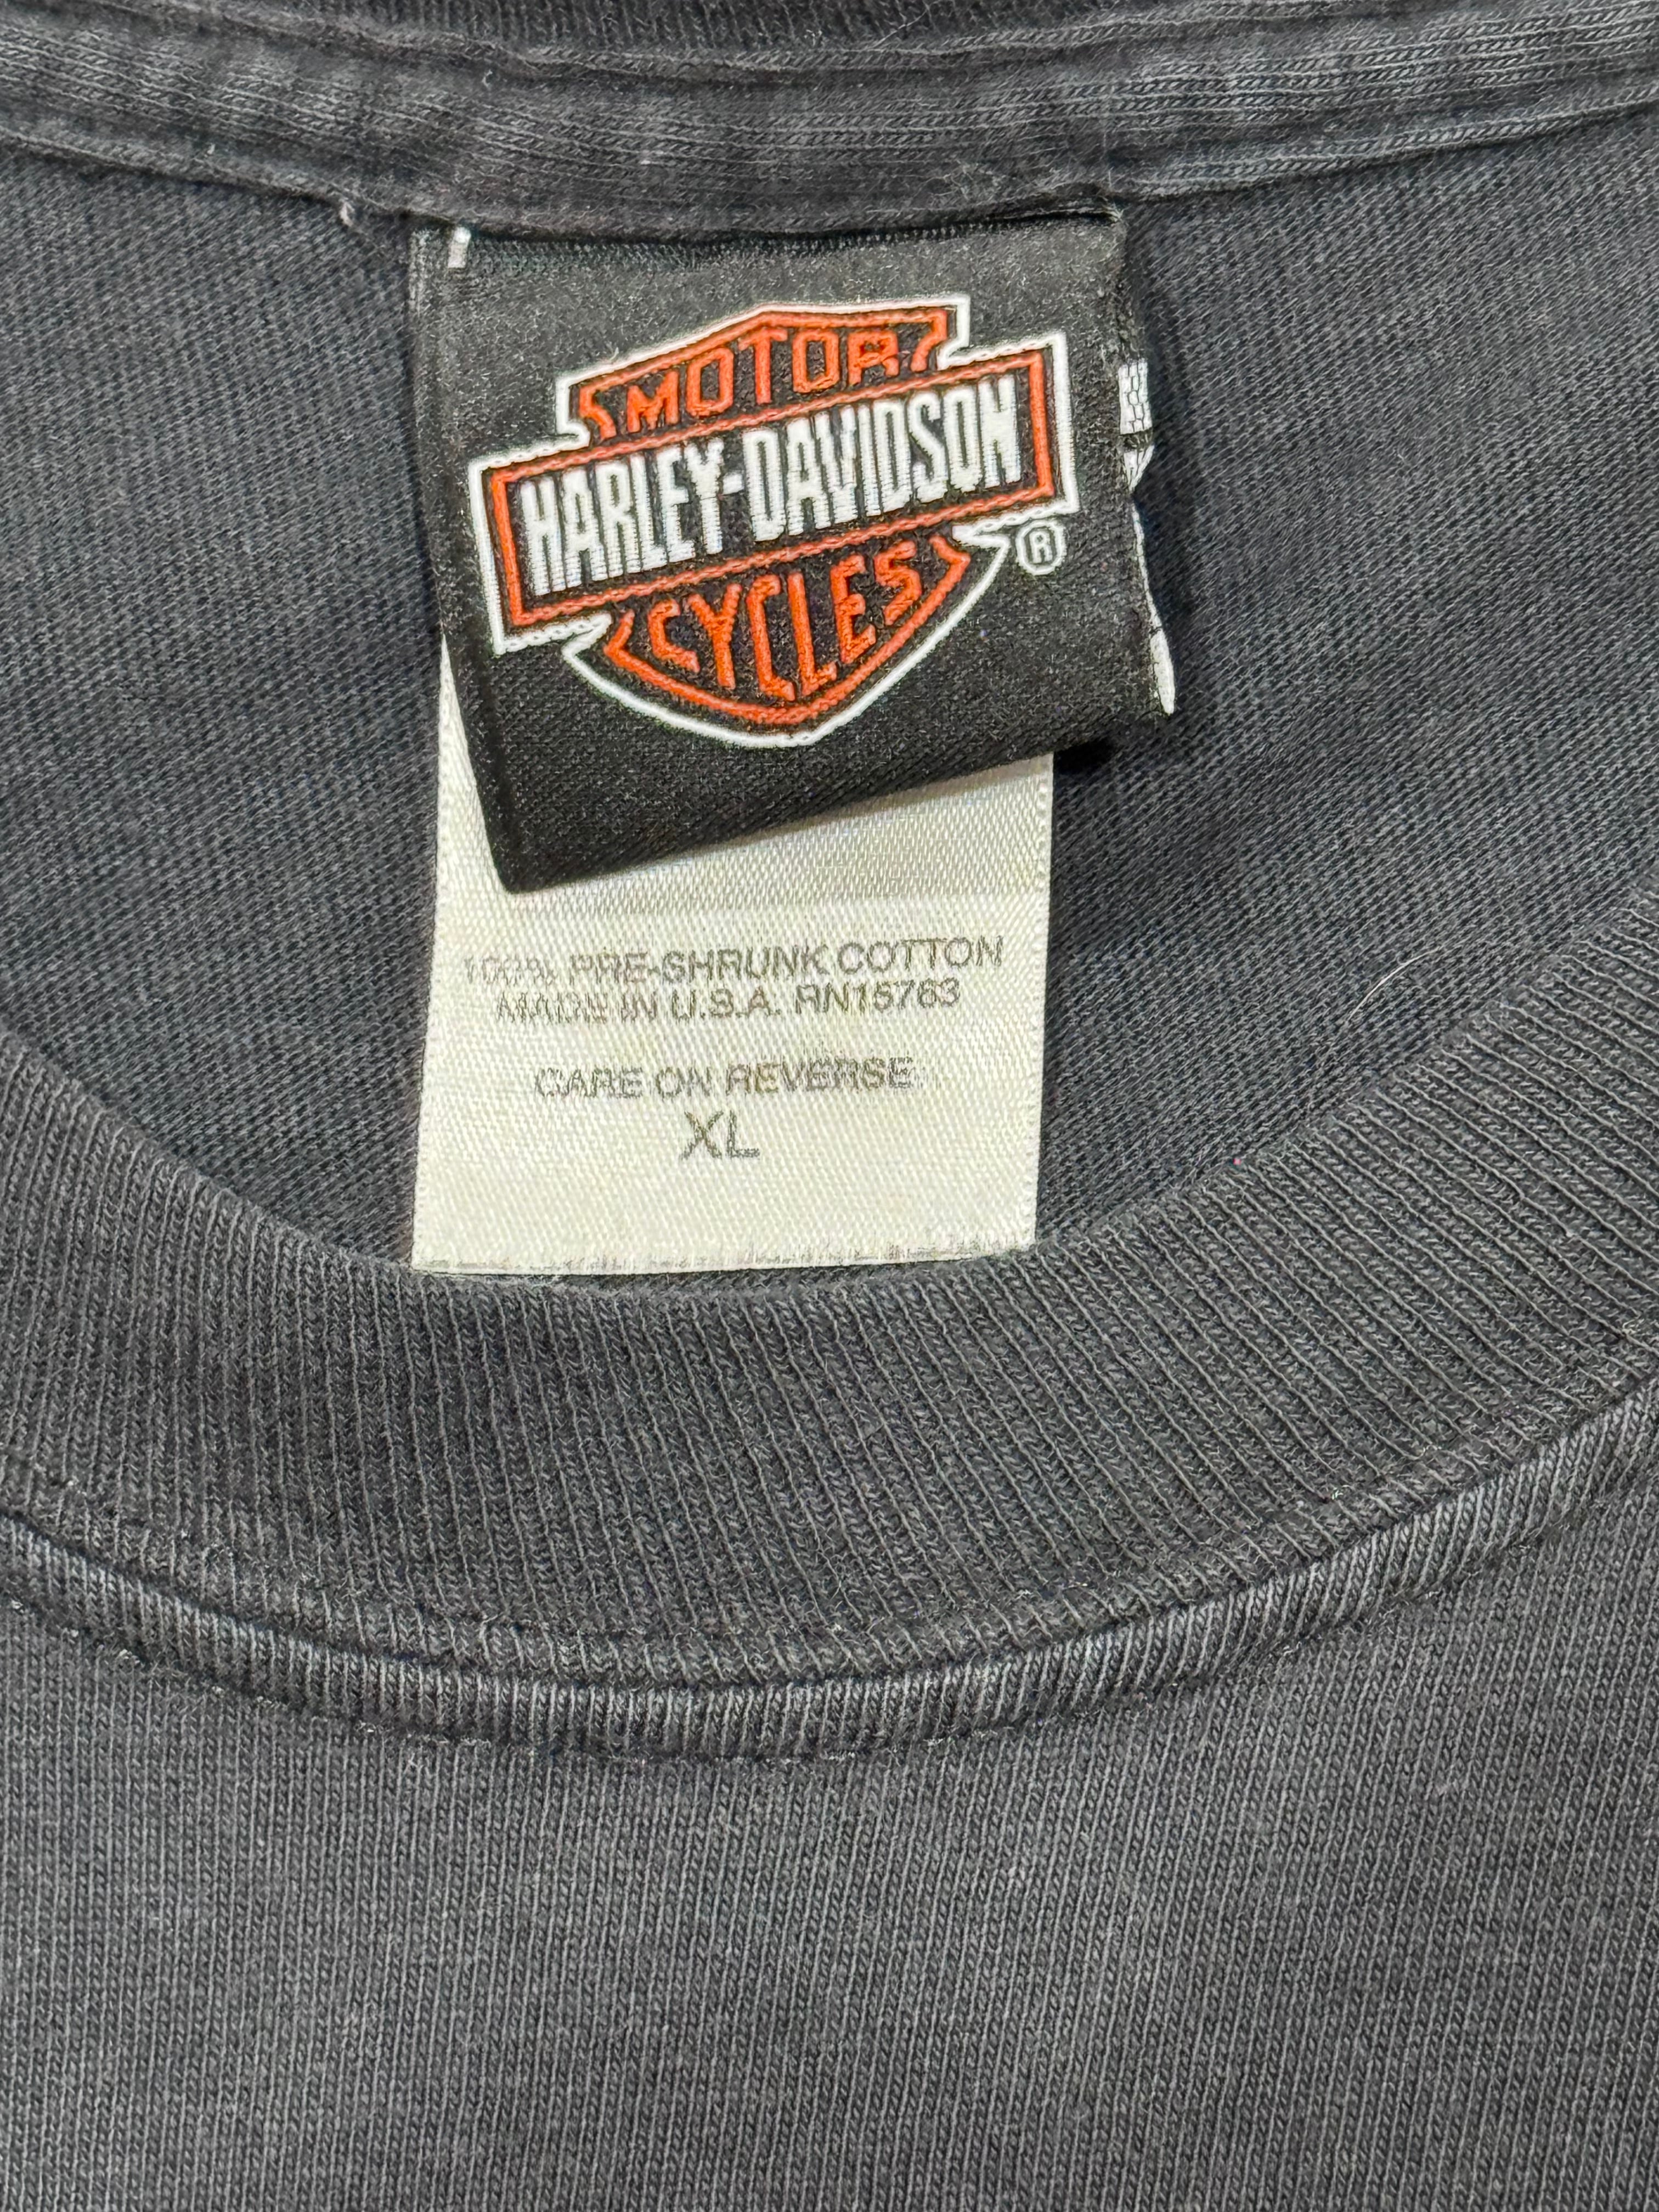 MOTOR
HARLEY-DAVIDSON
®
CYCLES
100% PRE-SHRUNK COTTON
MADE IN U.S.A. RN15763
CARE ON REVERSE
XL